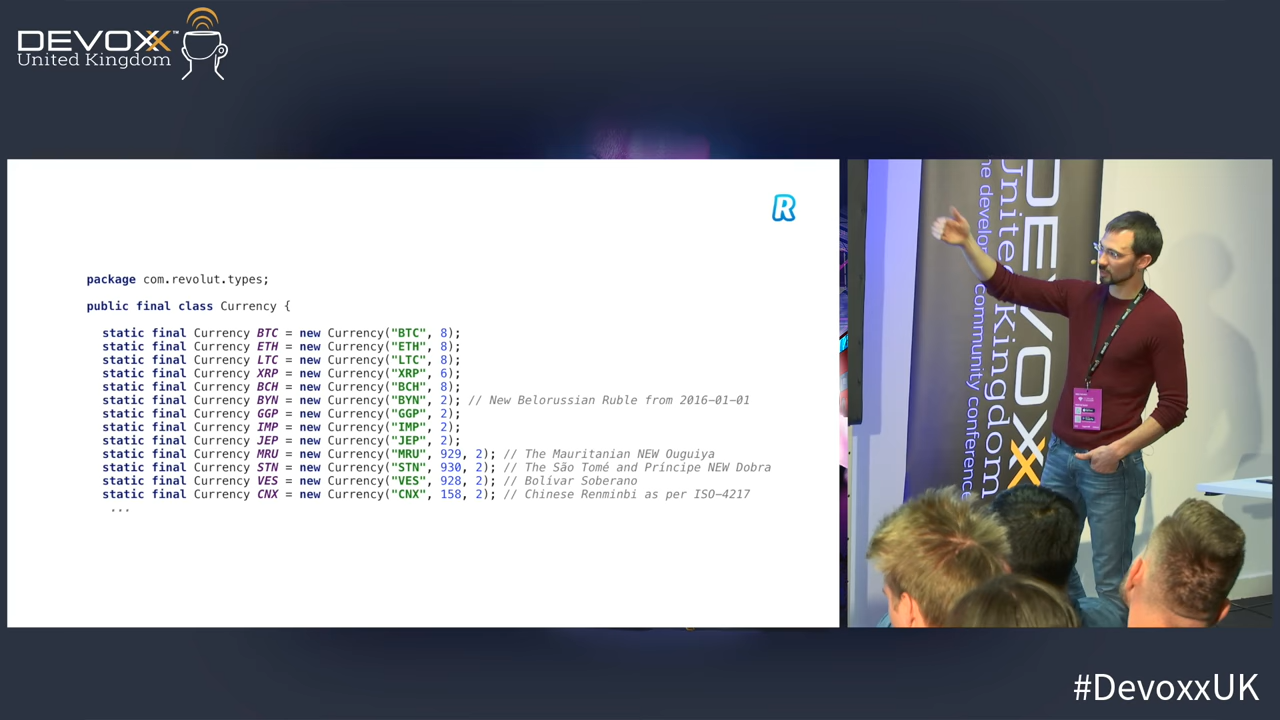 DEVOXX™
United Kingdom
R
package com.revolut.types;
public final class Currency {
static final Currency BTC = new Currency("BTC", 8);
static final Currency ETH = new Currency("ETH", 8);
static final Currency LTC = new Currency("LTC", 8);
static final Currency XRP = new Currency("XRP", 6);
static final Currency BCH = new Currency("BCH", 8);
static final Currency BYN = new Currency("BYN", 2); // New Belorussian Ruble from 2016-01-01
static final Currency GGP = new Currency("GGP", 2);
static final Currency IMP = new Currency("IMP", 2);
static final Currency JEP = new Currency("JEP", 2);
static final Currency MRU = new Currency("MRU", 929, 2); // The Mauritanian NEW Ouguiya
static final Currency STN = new Currency("STN", 930, 2); // The São Tomé and Príncipe NEW Dobra
static final Currency VES = new Currency("VES", 928, 2); // Bolívar Soberano
static final Currency CNX = new Currency("CNX", 158, 2); // Chinese Renminbi as per ISO-4217
...
DEVOXX
United Kingdom
the developer community conference
#DevoxxUK